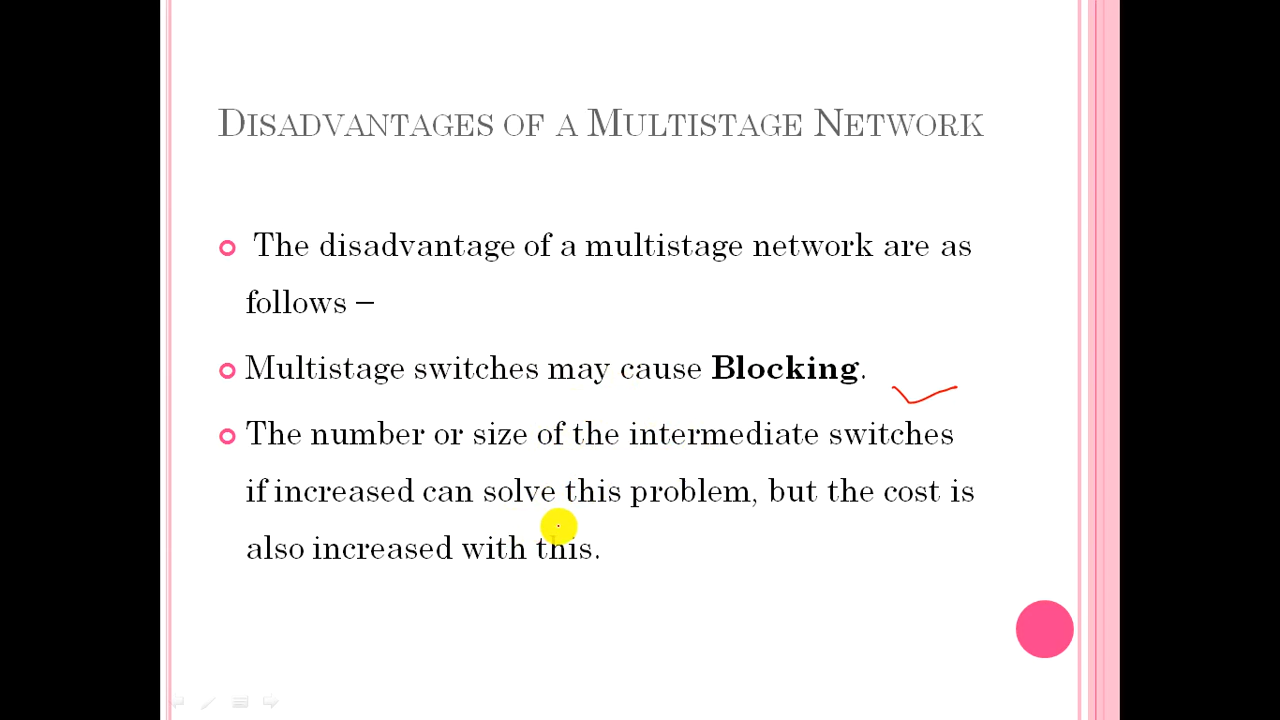 DISADVANTAGES OF A MULTISTAGE NETWORK
The disadvantage of a multistage network are as
follows –
Multistage switches may cause Blocking.
The number or size of the intermediate switches
if increased can solve this problem, but the cost is
also increased with this.